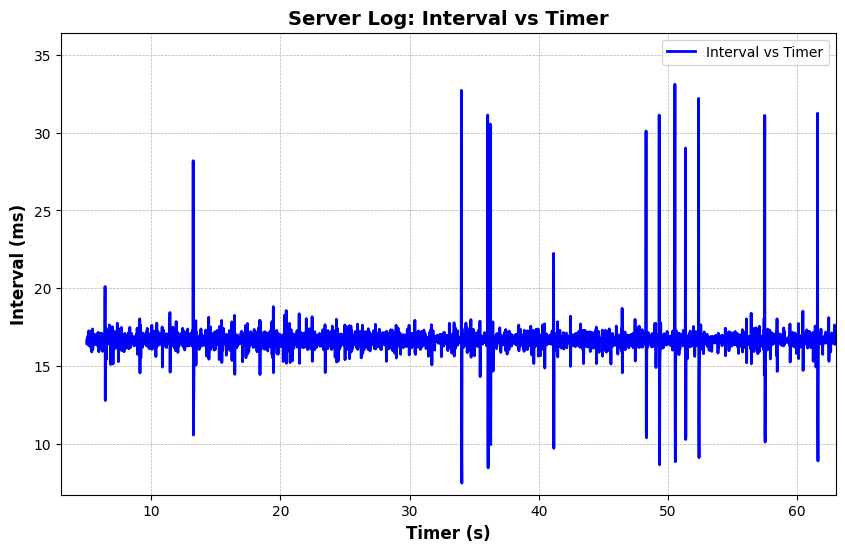 Server Log: Interval vs Timer
Interval vs Timer
Interval (ms)
35
30
25
20
15
10
10 20 30 40 50 60
Timer (s)